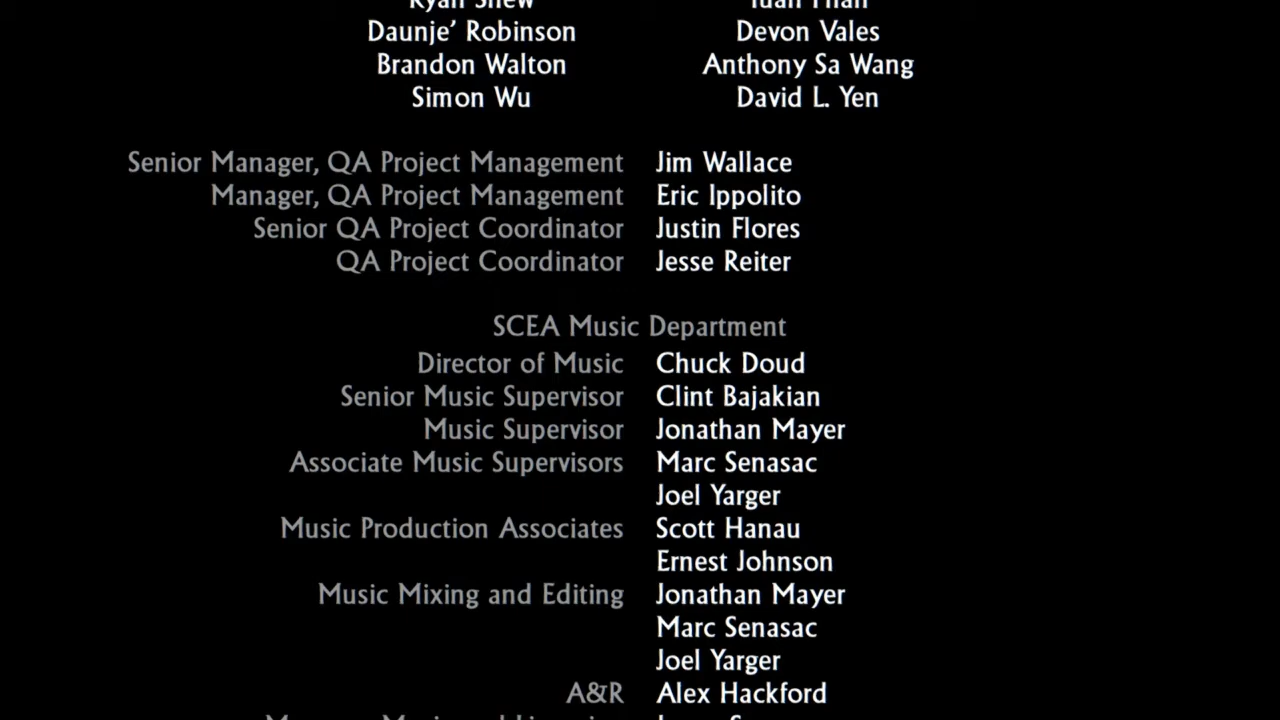 Ryan Shew Tuan Phan
Daunje’ Robinson Devon Vales
Brandon Walton Anthony Sa Wang
Simon Wu David L. Yen
Senior Manager, QA Project Management Jim Wallace
Manager, QA Project Management Eric Ippolito
Senior QA Project Coordinator Justin Flores
QA Project Coordinator Jesse Reiter
SCEA Music Department
Director of Music Chuck Doud
Senior Music Supervisor Clint Bajakian
Music Supervisor Jonathan Mayer
Associate Music Supervisors Marc Senasac
Joel Yarger
Music Production Associates Scott Hanau
Ernest Johnson
Music Mixing and Editing Jonathan Mayer
Marc Senasac
Joel Yarger
A&R Alex Hackford